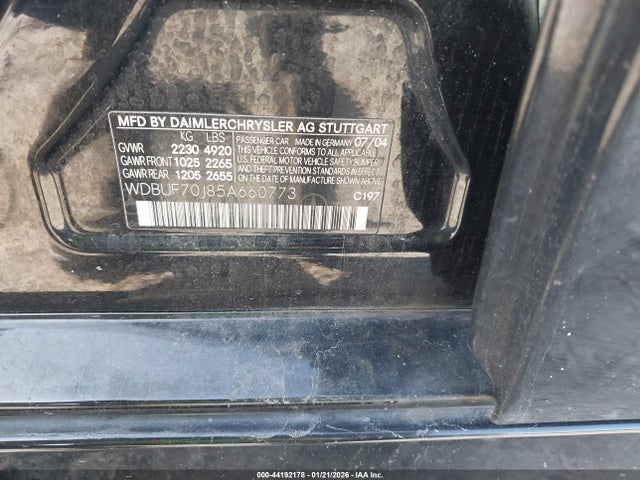 MFD BY DAIMLERCHRYSLER AG STUTTGART
KG LBS PASSENGER CAR MADE IN GERMANY 07/04
GVWR 2230 4920 THIS VEHICLE CONFORMS TO ALL APPLICABLE
GAWR FRONT 1025 2265 U.S. FEDERAL MOTOR VEHICLE SAFETY,BUMPER
GAWR REAR 1205 2655 AND THEFT PREVENTION STANDARDS IN EFFECT
ON THE DATE OF MANUFACTURE SHOWN ABOVE.
WDBUF70J85A660773
C197
000-44192178 - 01/21/2026 - IAA Inc.